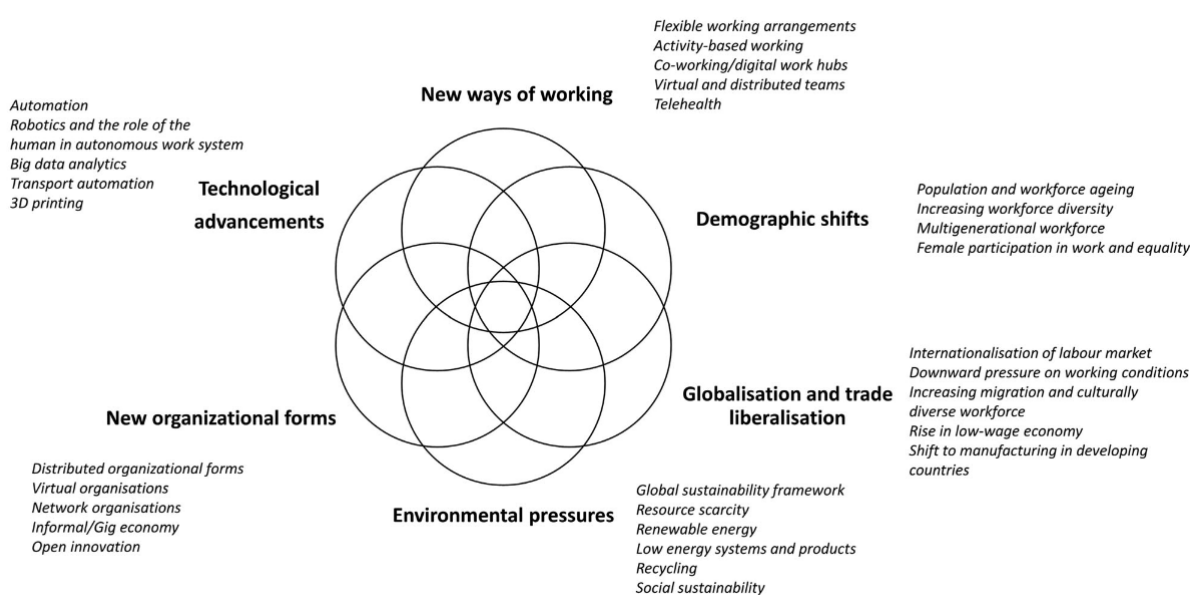 New ways of working
Flexible working arrangements
Activity-based working
Co-working/digital work hubs
Virtual and distributed teams
Telehealth
Automation
Robotics and the role of the
human in autonomous work system
Big data analytics
Transport automation
3D printing
Technological
advancements
Demographic shifts
Population and workforce ageing
Increasing workforce diversity
Multigenerational workforce
Female participation in work and equality
Globalisation and trade
liberalisation
Internationalisation of labour market
Downward pressure on working conditions
Increasing migration and culturally
diverse workforce
Rise in low-wage economy
Shift to manufacturing in developing
countries
New organizational forms
Distributed organizational forms
Virtual organisations
Network organisations
Informal/Gig economy
Open innovation
Environmental pressures
Global sustainability framework
Resource scarcity
Renewable energy
Low energy systems and products
Recycling
Social sustainability